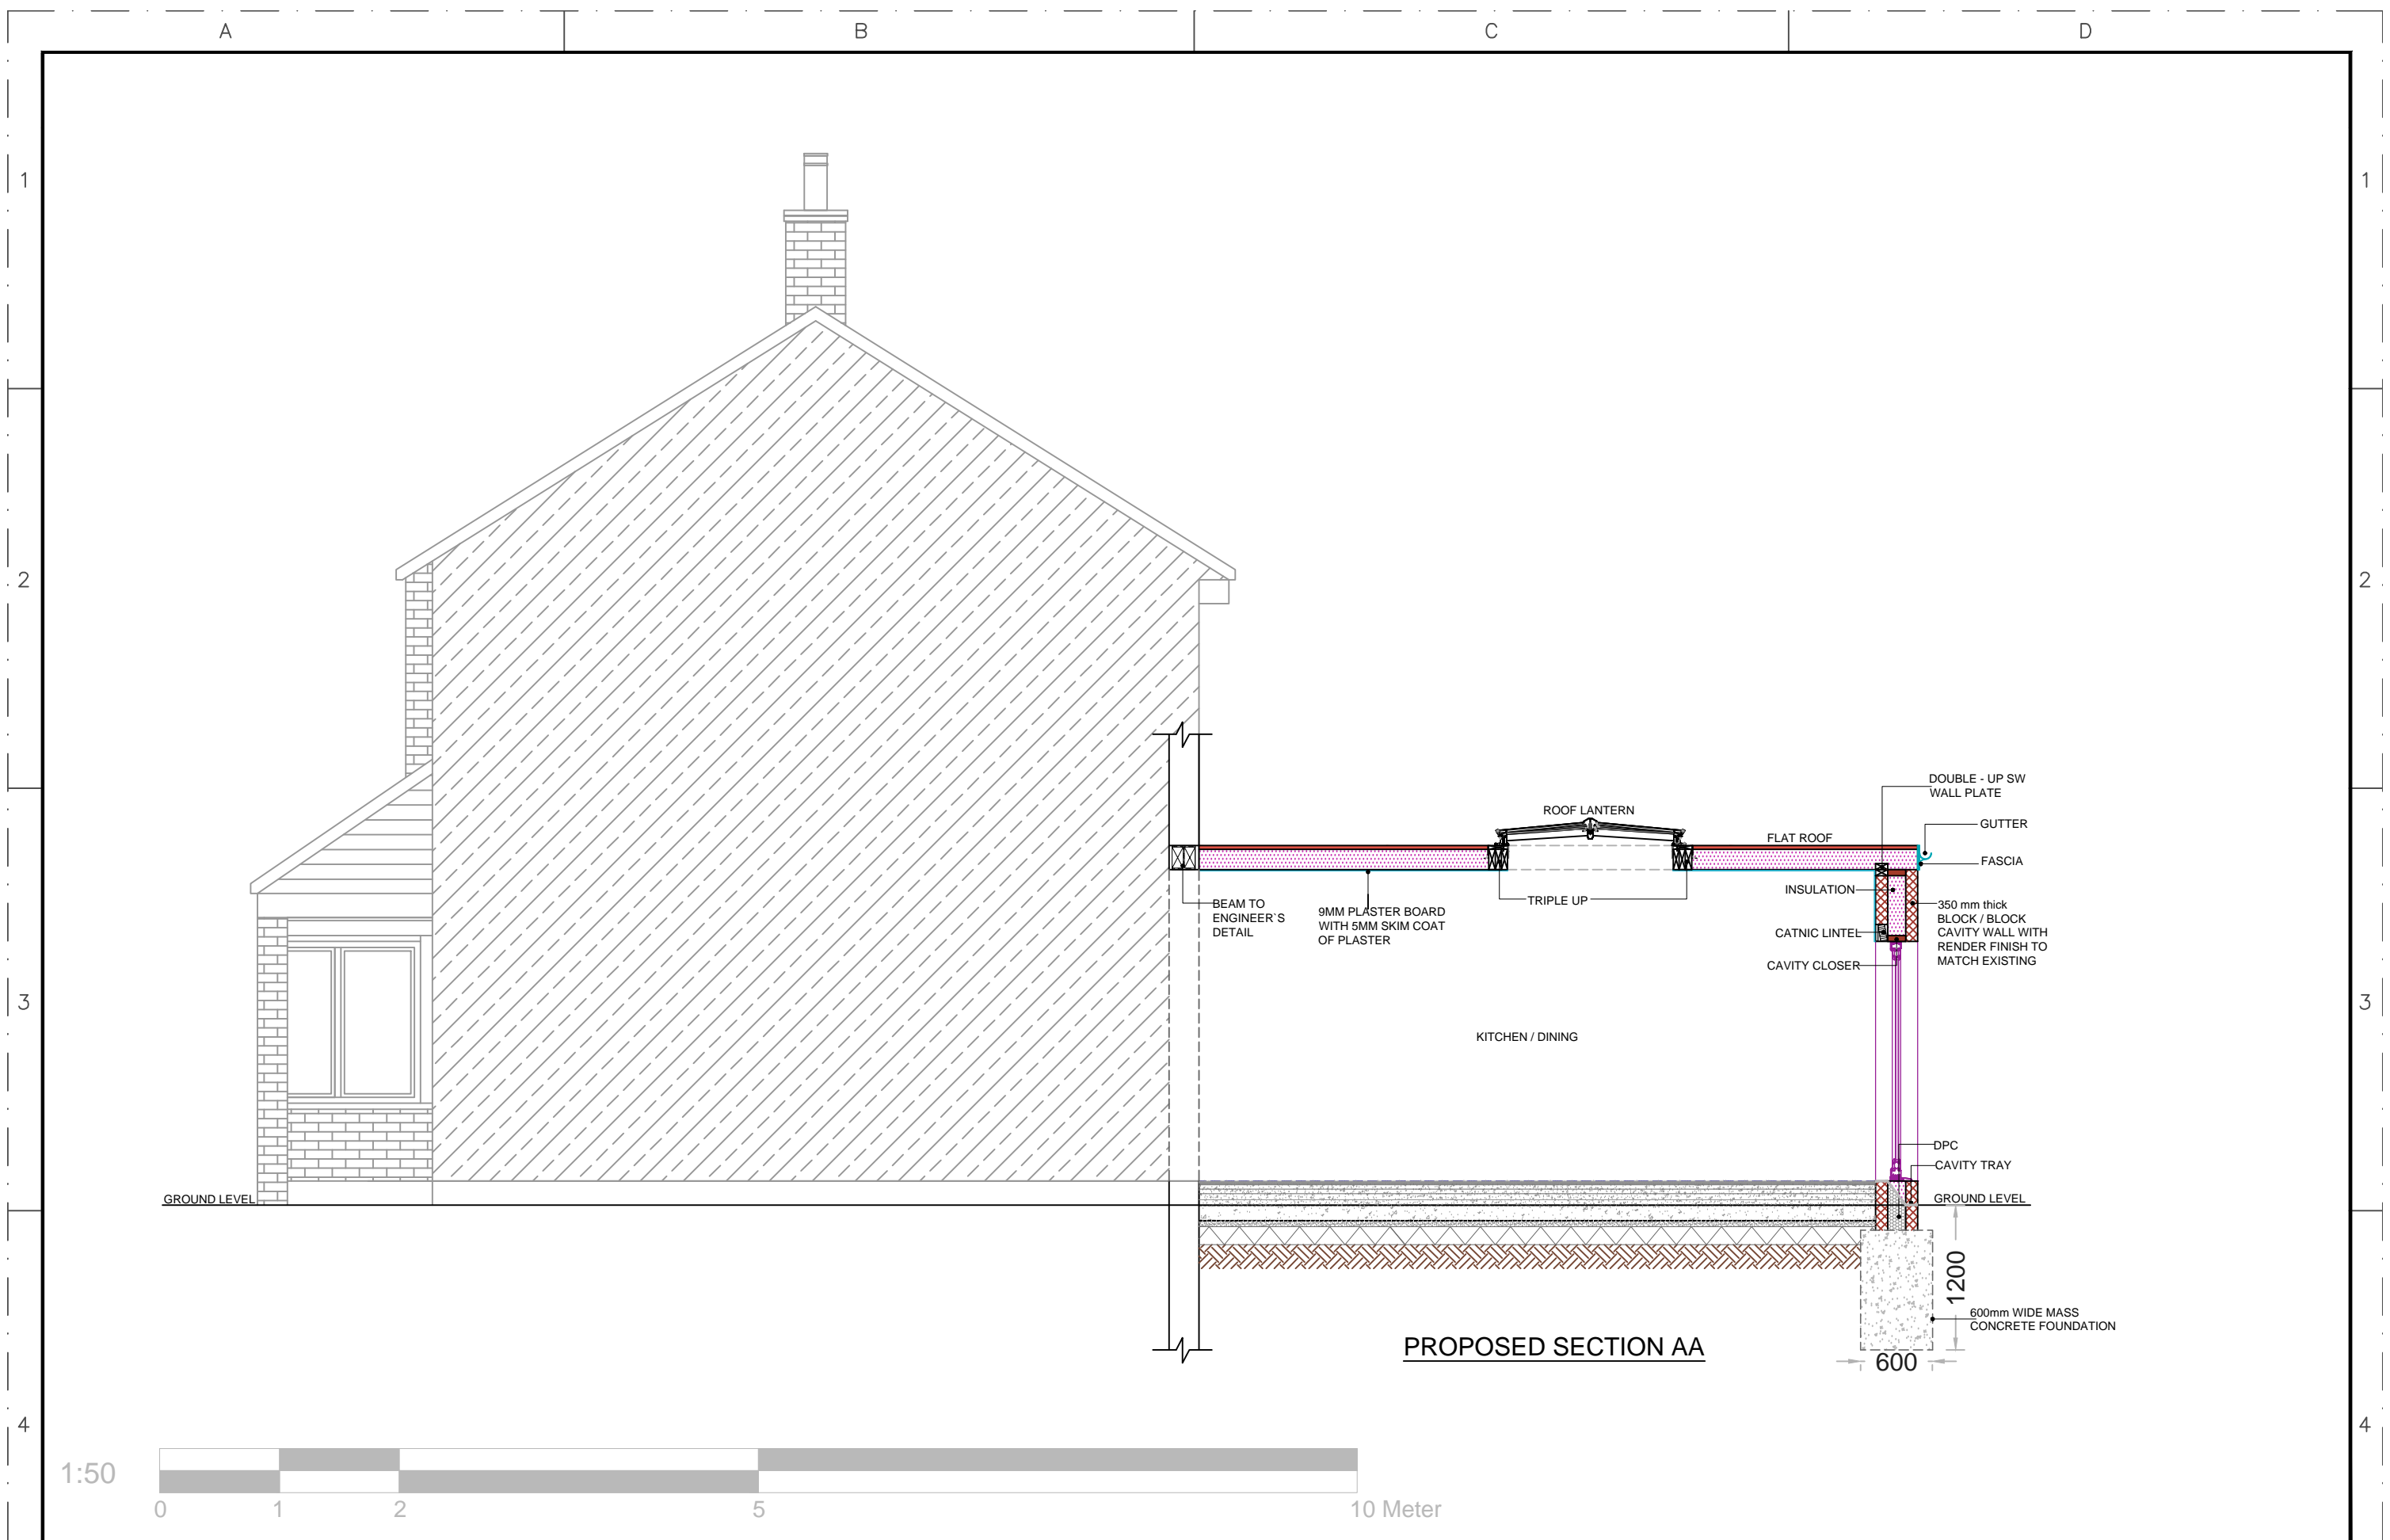 A
B
C
D
1
1
2
2
3
3
4
4
ROOF LANTERN
FLAT ROOF
DOUBLE - UP SW
WALL PLATE
GUTTER
FASCIA
INSULATION
350 mm thick
BLOCK / BLOCK
CAVITY WALL WITH
RENDER FINISH TO
MATCH EXISTING
TRIPLE UP
BEAM TO
ENGINEER`S
DETAIL
9MM PLASTER BOARD
WITH 5MM SKIM COAT
OF PLASTER
CATNIC LINTEL
CAVITY CLOSER
KITCHEN / DINING
DPC
CAVITY TRAY
GROUND LEVEL
GROUND LEVEL
1200
600mm WIDE MASS
CONCRETE FOUNDATION
600
PROPOSED SECTION AA
1:50
0
1
2
5
10 Meter